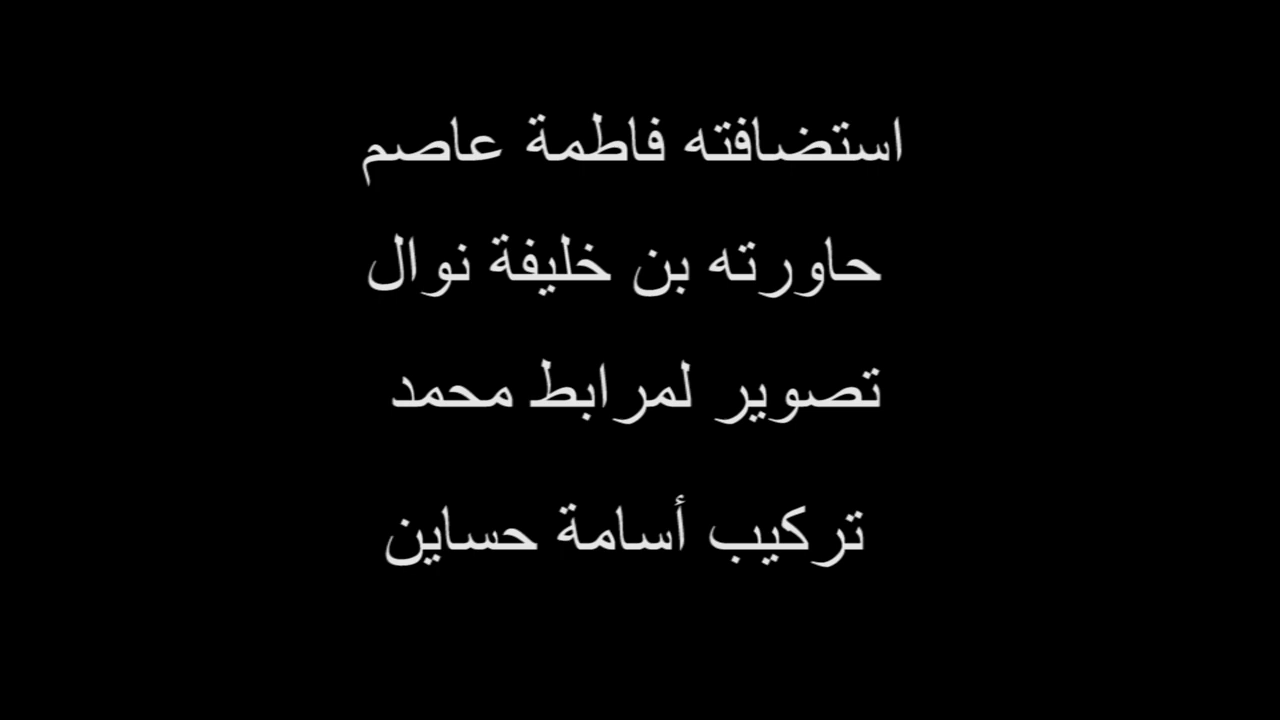 استضافته فاطمة عاصم
حاورته بن خليفة نوال
تصوير لمرابط محمد
تركيب أسامة حساين